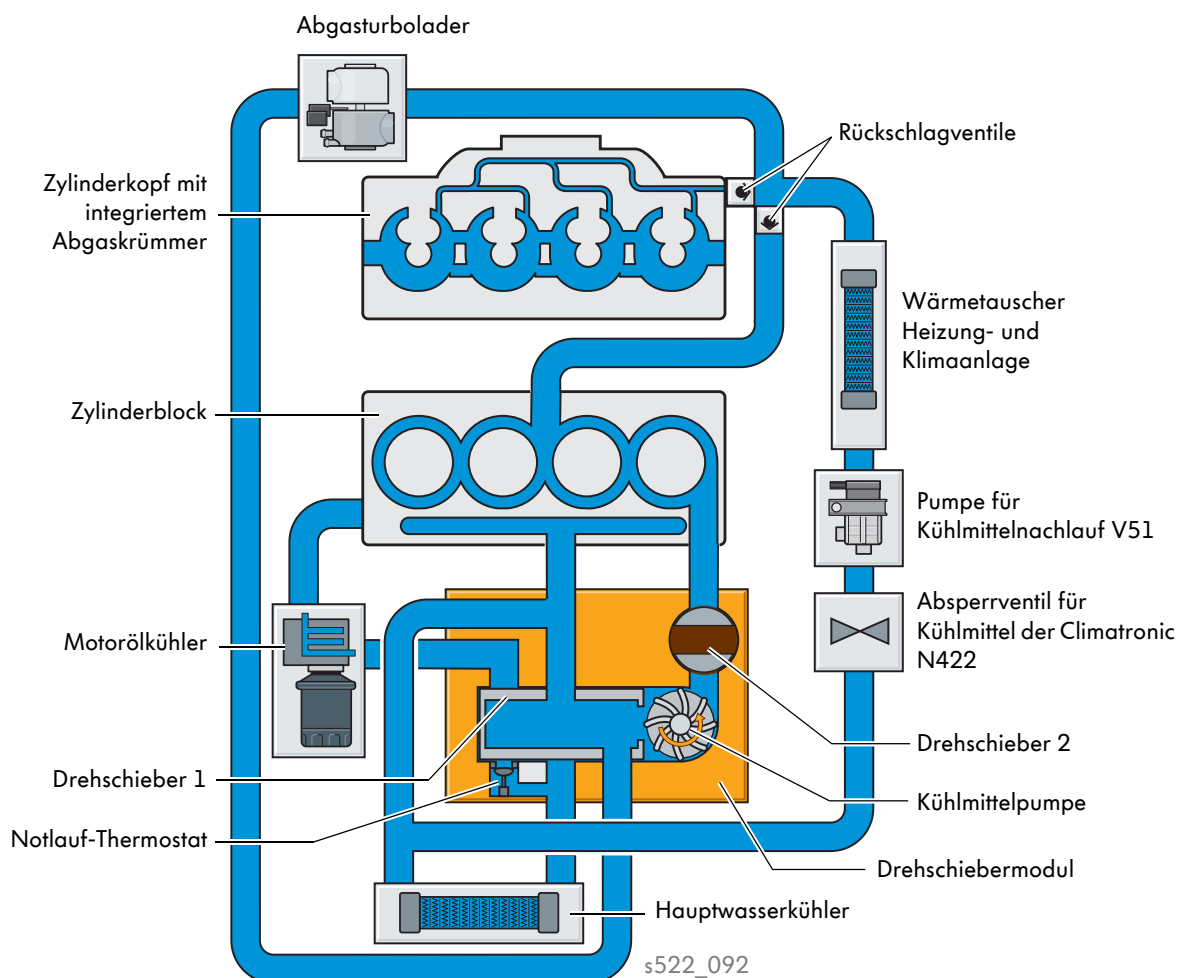 Abgasturbolader
Rückschlagventile
Zylinderkopf mit
integriertem
Abgaskrümmer
Wärmetauscher
Heizung- und
Klimaanlage
Zylinderblock
Pumpe für
Kühlmittelnachlauf V51
Absperrventil für
Kühlmittel der Climatronic
N422
Motorölkühler
Drehschieber 2
Drehschieber 1
Kühlmittelpumpe
Notlauf-Thermostat
Drehschiebermodul
Hauptwasserkühler
s522_092